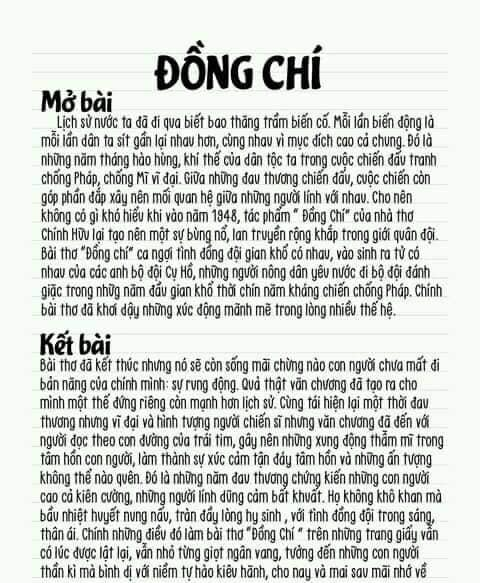 ĐỒNG CHÍ
Mở bài
Lịch sử nước ta đã đi qua biết bao thăng trầm biến cố. Mỗi lần biến động là
mỗi lần dân ta sít gần lại nhau hơn, cùng nhau vì mục đích cao cả chung. Đó là
những năm tháng hào hùng, khí thế của dân tộc ta trong cuộc chiến đấu tranh
chống Pháp, chống Mĩ vĩ đại. Giữa những đau thương chiến đấu, cuộc chiến còn
góp phần đắp xây nên mối quan hệ giữa những người lính với nhau. Cho nên
không có gì khó hiểu khi vào năm 1948, tác phẩm " Đồng Chí" của nhà thơ
Chính Hữu lại tạo nên một sự bùng nổ, lan truyền rộng khắp trong giới quân đội.
Bài thơ "Đồng chí" ca ngợi tình đồng đội gian khổ có nhau, vào sinh ra tử có
nhau của các anh bộ đội Cụ Hồ, những người nông dân yêu nước đi bộ đội đánh
giặc trong nhữg năm đầu gian khổ thời chín năm kháng chiến chống Pháp. Chính
bài thơ đã khơi dậy những xúc động mãnh mẽ trong lòng nhiều thế hệ.
Kết bài
Bài thơ đã kết thúc nhưng nó sẽ còn sống mãi chừng nào con người chưa mất đi
bản năng của chính mình: sự rung động. Quả thật văn chương đã tạo ra cho
mình một thế đứng riêng còn mạnh hơn lịch sử. Cùng tái hiện lại một thời đau
thương nhưng vĩ đại và hình tượng người chiến sĩ nhưng văn chương đã đến với
người đọc theo con đường của trái tim, gây nên những xung động thẩm mĩ trong
tâm hồn con người, làm thành sự xúc cảm tận đáy tâm hồn và những ấn tượng
không thể nào quên. Đó là những năm đau thương chứng kiến những con người
cao cả kiên cường, những người lính dũng cảm bất khuất. Họ không khô khan mà
bầu nhiệt huyết nung nấu, tràn đầy lòng hy sinh , với tình đồng đội trong sáng,
thân ái. Chính những điều đó làm bài thơ "Đồng Chí " trên những trang giấy vẫn
có lúc được lật lại, vẫn nhỏ từng giọt ngân vang, tưởng đến những con người
thần kì mà bình dị với niềm tự hào kiêu hãnh, cho nay và mai sau mãi nhớ về